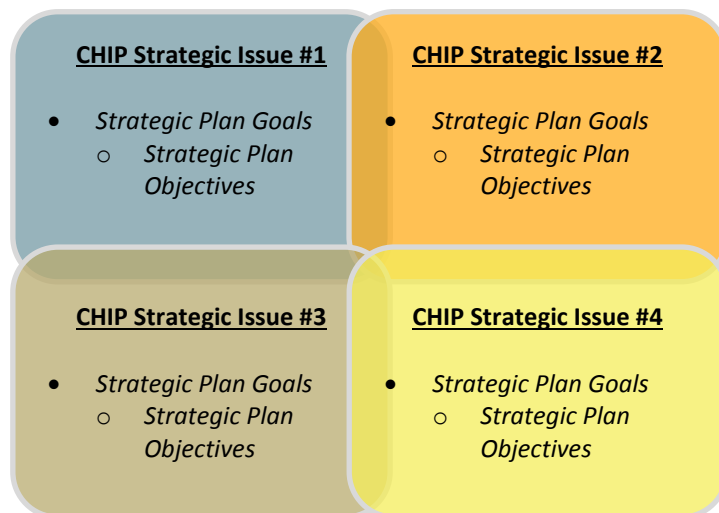 CHIP Strategic Issue #1
• Strategic Plan Goals
o Strategic Plan
Objectives
CHIP Strategic Issue #2
• Strategic Plan Goals
o Strategic Plan
Objectives
CHIP Strategic Issue #3
• Strategic Plan Goals
o Strategic Plan
Objectives
CHIP Strategic Issue #4
• Strategic Plan Goals
o Strategic Plan
Objectives